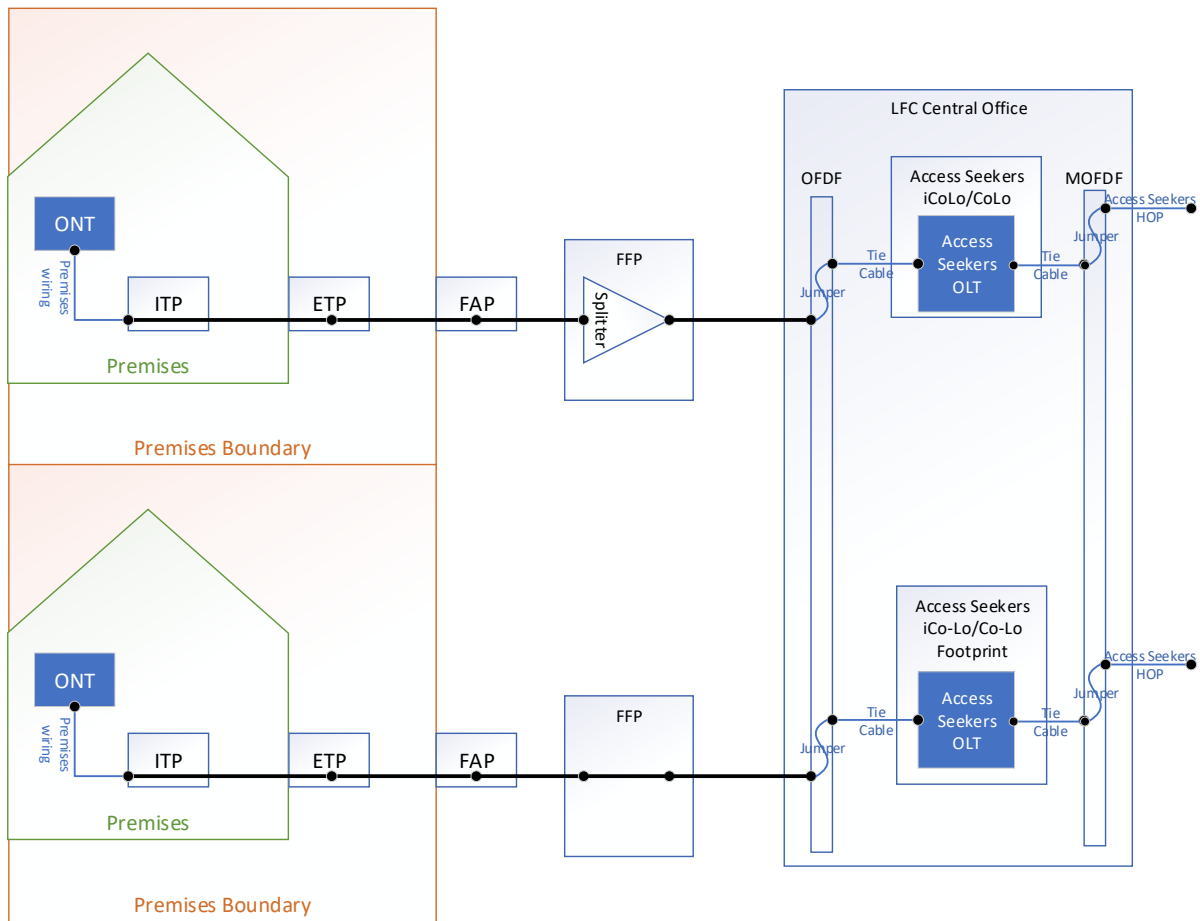 LFC Central Office
OFDF
Access Seekers
iCoLo/CoLo
MOFDF
Access Seekers
HOP
ONT
Premises
wiring
ITP
ETP
FAP
FFP
Splitter
Jumper
Tie
Cable
Access
Seekers
OLT
Tie
Cable
Jumper
Premises
Premises Boundary
Access Seekers
iCo-Lo/Co-Lo
Footprint
Access Seekers
HOP
ONT
Premises
wiring
ITP
ETP
FAP
FFP
Jumper
Tie
Cable
Access
Seekers
OLT
Tie
Cable
Jumper
Premises
Premises Boundary